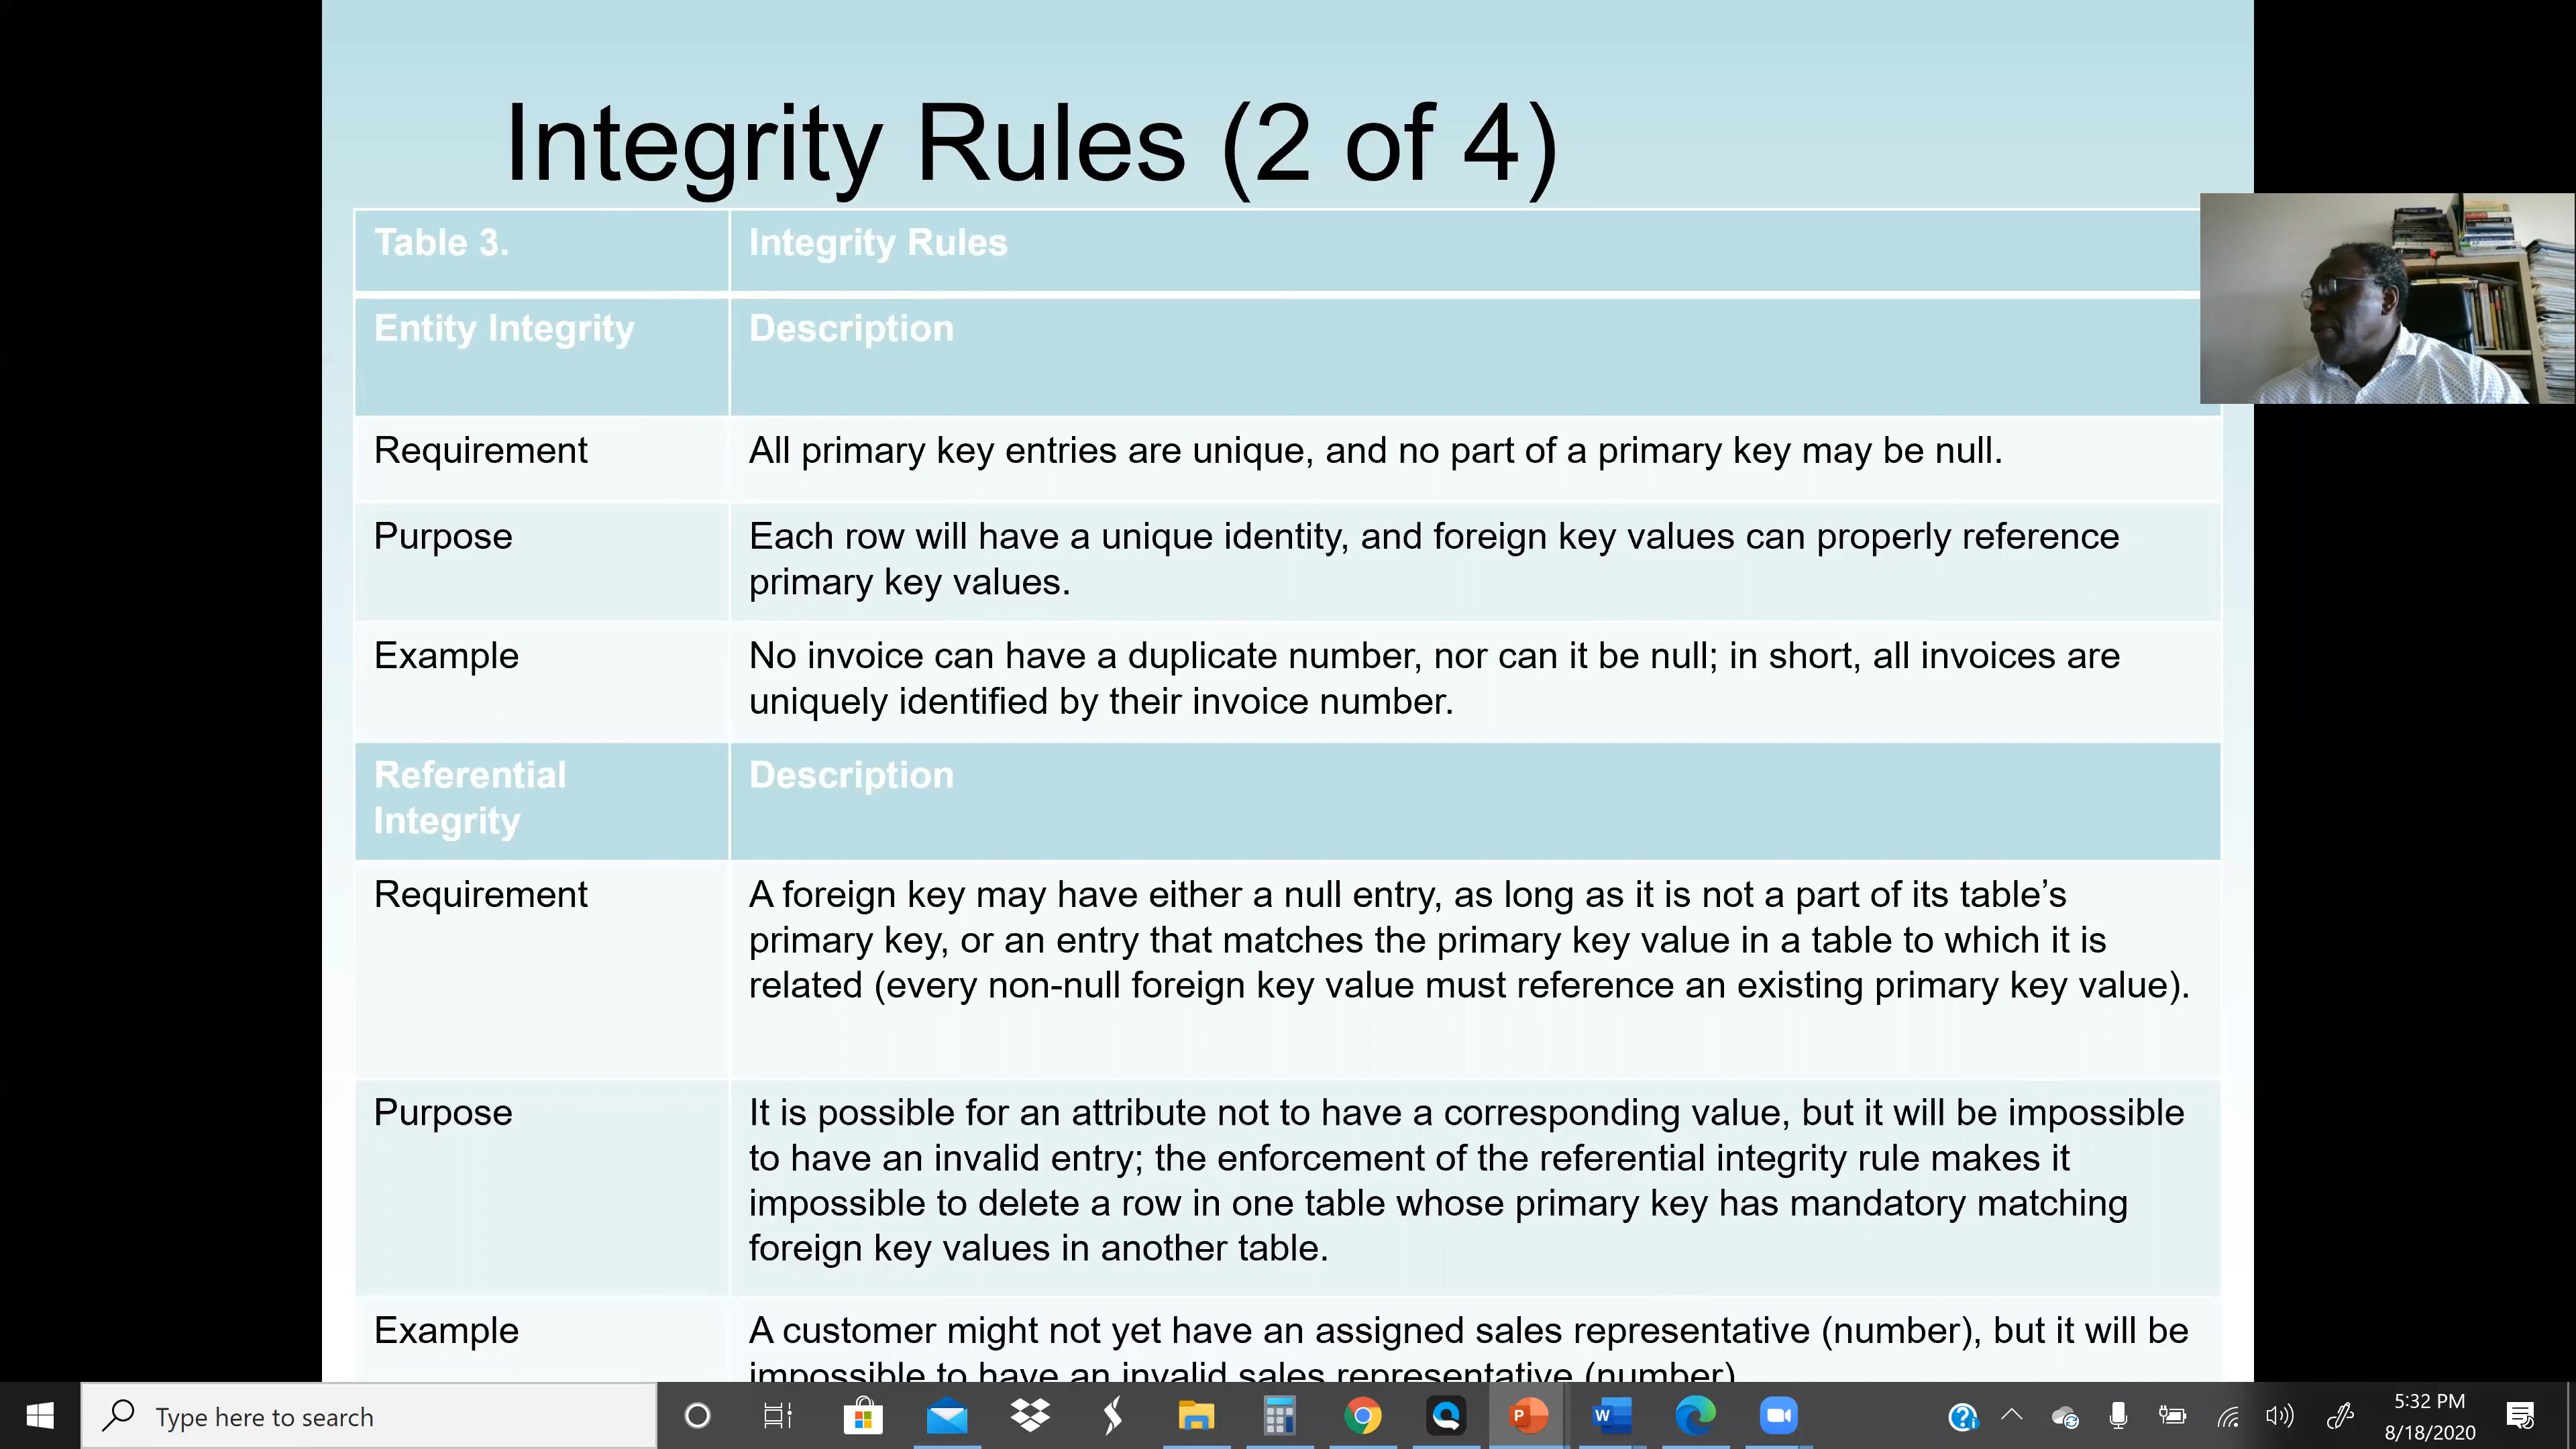 Integrity Rules (2 of 4)
Table 3.
Integrity Rules
Entity Integrity
Description
Requirement
All primary key entries are unique, and no part of a primary key may be null.
Purpose
Each row will have a unique identity, and foreign key values can properly reference
primary key values.
Example
No invoice can have a duplicate number, nor can it be null; in short, all invoices are
uniquely identified by their invoice number.
Referential
Integrity
Description
Requirement
A foreign key may have either a null entry, as long as it is not a part of its table’s
primary key, or an entry that matches the primary key value in a table to which it is
related (every non-null foreign key value must reference an existing primary key value).
Purpose
It is possible for an attribute not to have a corresponding value, but it will be impossible
to have an invalid entry; the enforcement of the referential integrity rule makes it
impossible to delete a row in one table whose primary key has mandatory matching
foreign key values in another table.
Example
A customer might not yet have an assigned sales representative (number), but it will be
impossible to have an invalid sales representative (number)
Type here to search
5:32 PM
8/18/2020